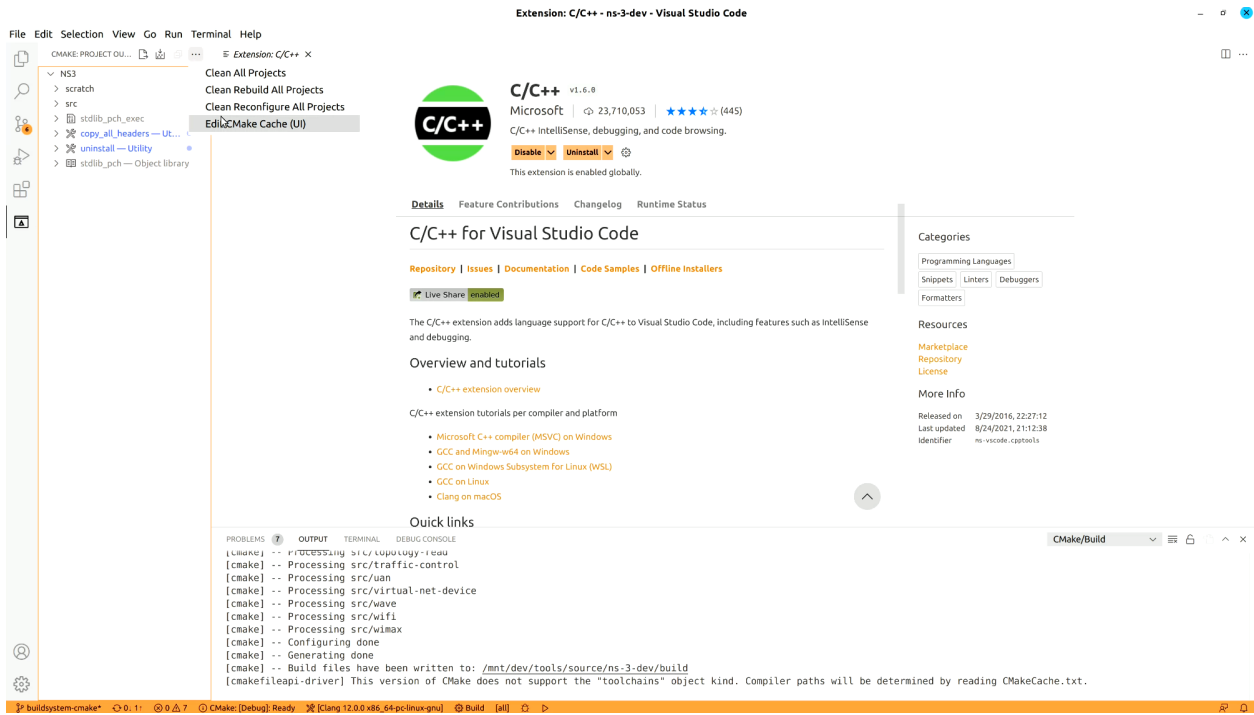 Extension: C/C++ - ns-3-dev - Visual Studio Code
File Edit Selection View Go Run Terminal Help
CMAKE: PROJECT OU...
Extension: C/C++
NS3
scratch
src
stdlib_pch_exec
copy_all_headers — Ut...
uninstall — Utility
stdlib_pch — Object library
Clean All Projects
Clean Rebuild All Projects
Clean Reconfigure All Projects
Edit CMake Cache (UI)
6
C/C++
C/C++ v1.6.0
Microsoft 23,710,053 (445)
C/C++ IntelliSense, debugging, and code browsing.
Disable Uninstall
This extension is enabled globally.
Details Feature Contributions Changelog Runtime Status
C/C++ for Visual Studio Code
Repository | Issues | Documentation | Code Samples | Offline Installers
Live Share enabled
The C/C++ extension adds language support for C/C++ to Visual Studio Code, including features such as IntelliSense
and debugging.
Overview and tutorials
• C/C++ extension overview
C/C++ extension tutorials per compiler and platform
• Microsoft C++ compiler (MSVC) on Windows
• GCC and Mingw-w64 on Windows
• GCC on Windows Subsystem for Linux (WSL)
• GCC on Linux
• Clang on macOS
Quick links
Categories
Programming Languages
Snippets Linters Debuggers
Formatters
Resources
Marketplace
Repository
License
More Info
Released on 3/29/2016, 22:27:12
Last updated 8/24/2021, 21:12:38
Identifier ms-vscode.cpptools
PROBLEMS 7 OUTPUT TERMINAL DEBUG CONSOLE CMake/Build
[cmake] -- Processing src/topology-read
[cmake] -- Processing src/traffic-control
[cmake] -- Processing src/uan
[cmake] -- Processing src/virtual-net-device
[cmake] -- Processing src/wave
[cmake] -- Processing src/wifi
[cmake] -- Processing src/wimax
[cmake] -- Configuring done
[cmake] -- Generating done
[cmake] -- Build files have been written to: /mnt/dev/tools/source/ns-3-dev/build
[cmakefileapi-driver] This version of CMake does not support the "toolchains" object kind. Compiler paths will be determined by reading CMakeCache.txt.
buildsystem-cmake* 0↓ 1↑ 0 7 CMake: [Debug]: Ready [Clang 12.0.0 x86_64-pc-linux-gnu] Build [all]